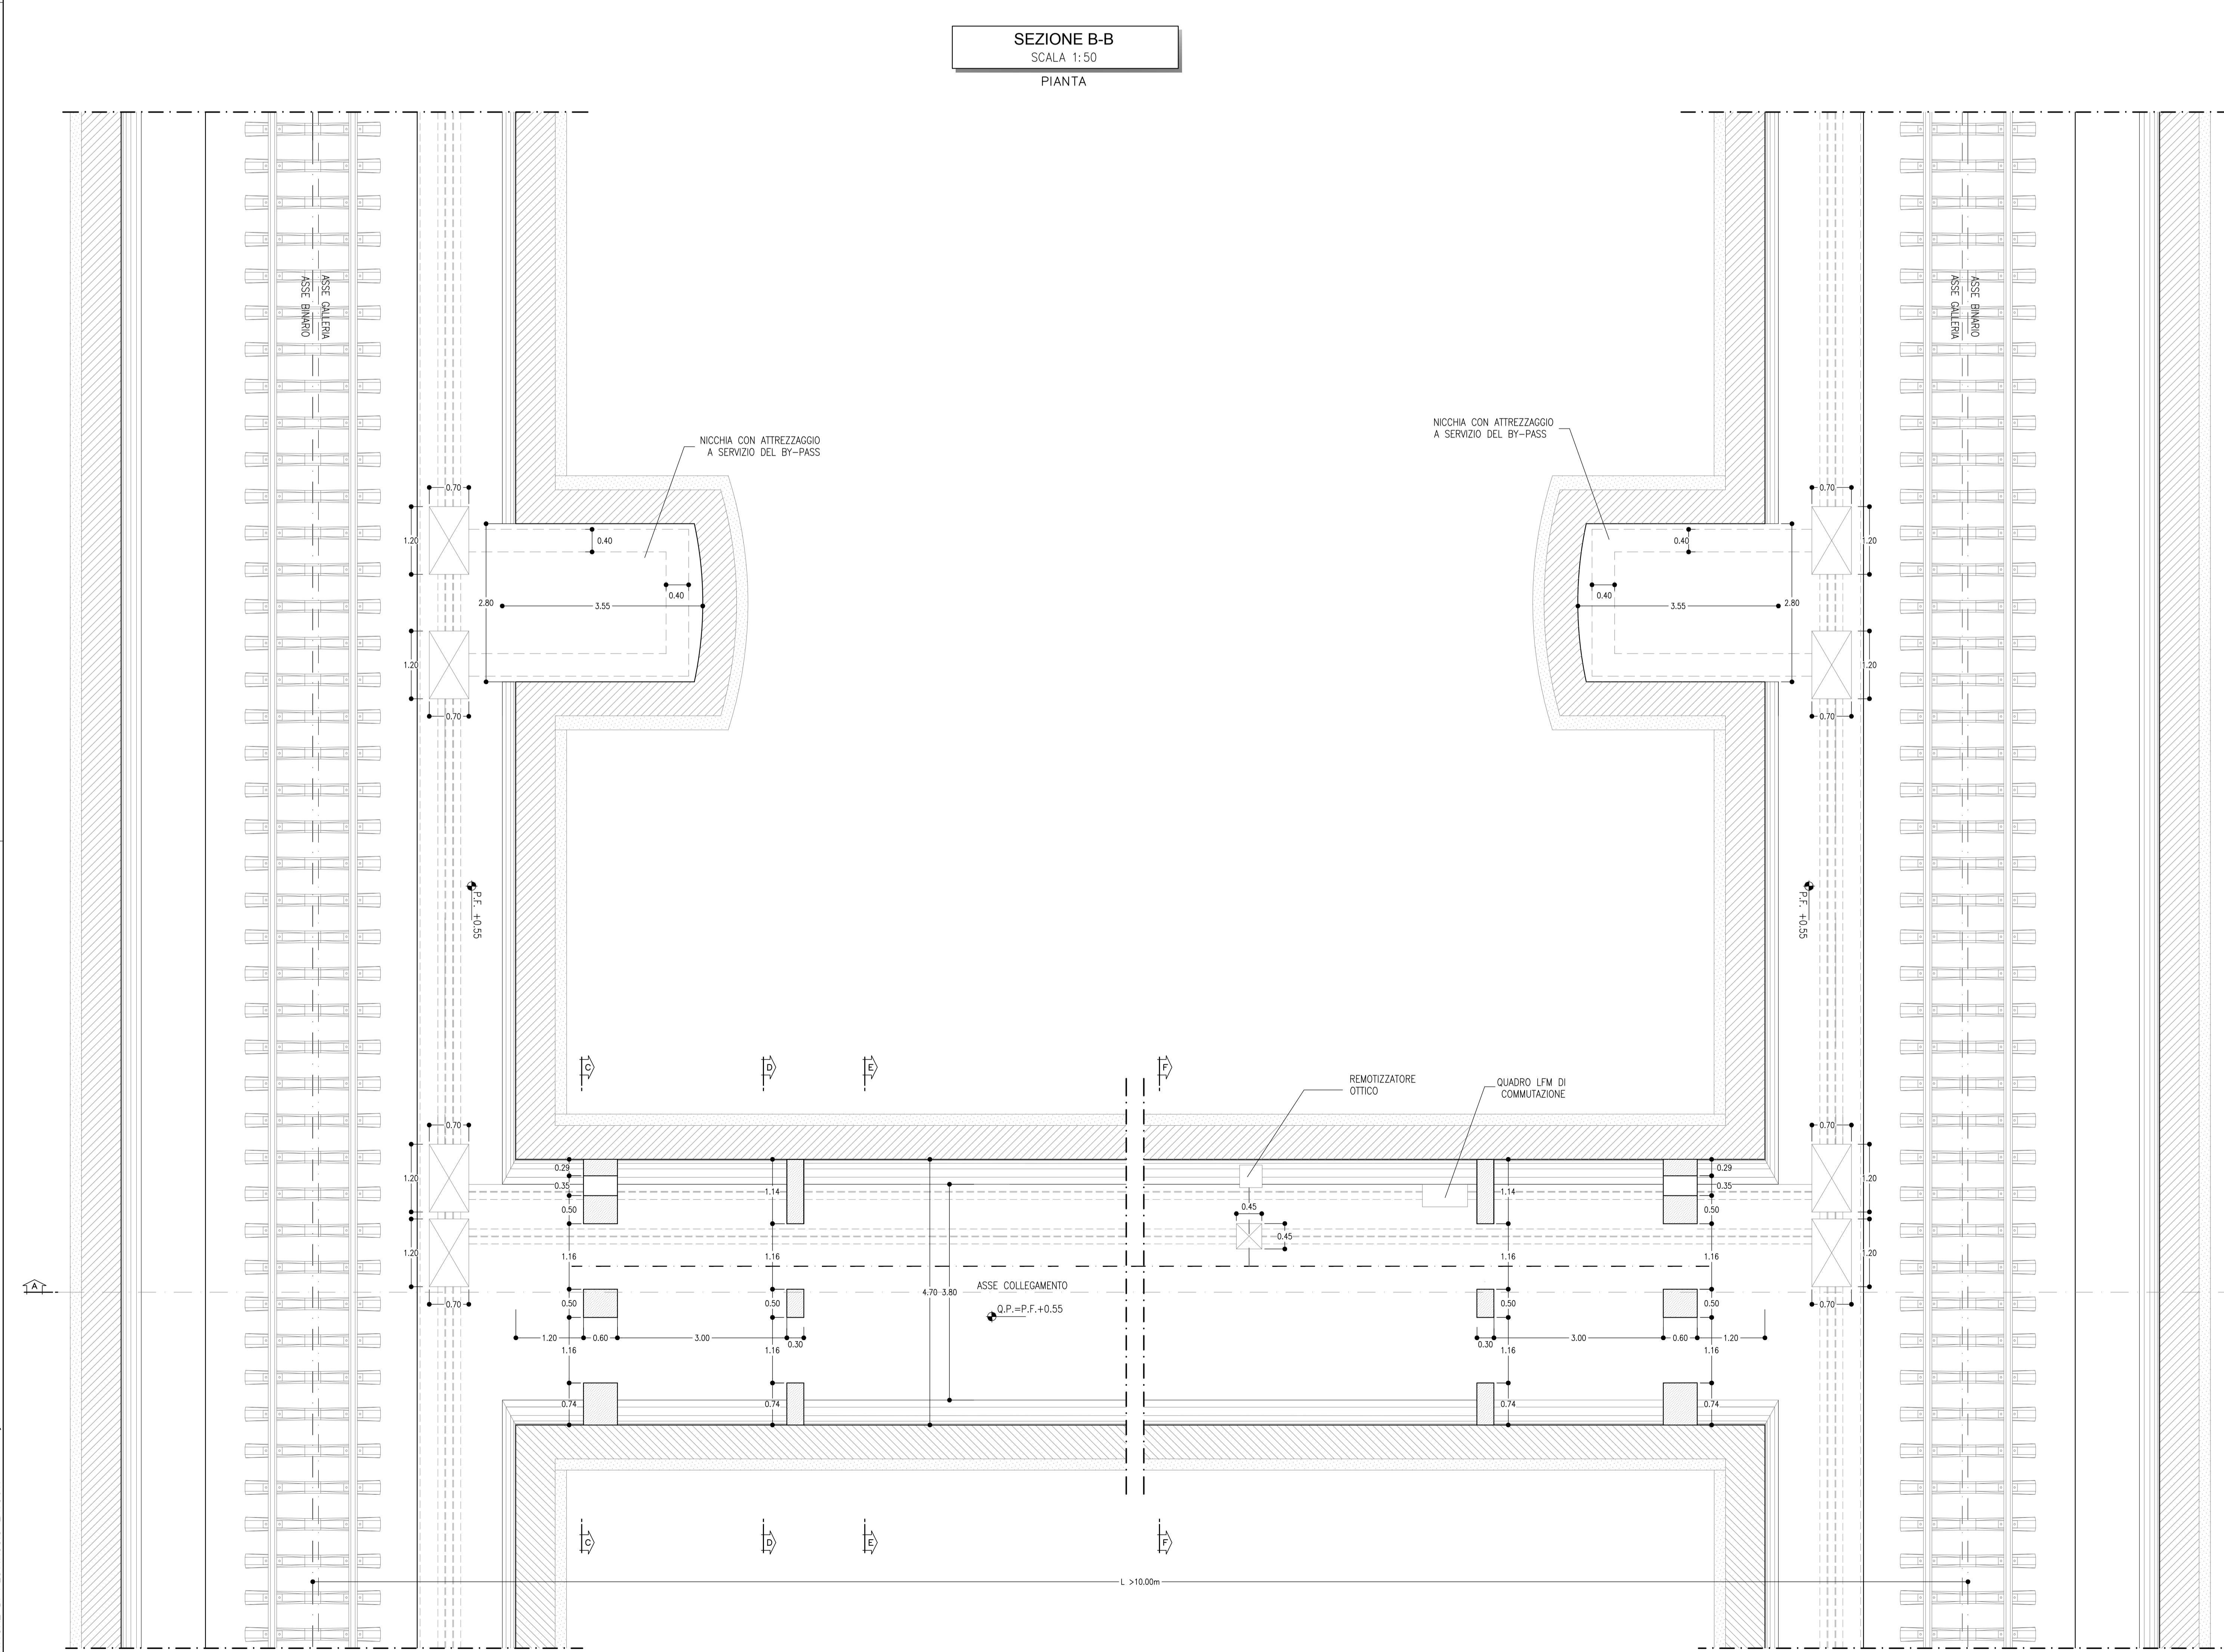 SEZIONE B-B
SCALA 1:50
PIANTA
ASSE GALLERIA
ASSE BINARIO
ASSE BINARIO
ASSE GALLERIA
NICCHIA CON ATTREZZAGGIO
A SERVIZIO DEL BY-PASS
NICCHIA CON ATTREZZAGGIO
A SERVIZIO DEL BY-PASS
0.70
0.70
1.20
0.40
0.40
1.20
2.80
3.55
0.40
0.40
3.55
2.80
1.20
1.20
0.70
0.70
P.F. +0.55
P.F. +0.55
C
D
E
F
REMOTIZZATORE
OTTICO
QUADRO LFM DI
COMMUTAZIONE
0.70
0.70
1.20
0.29
0.35
0.50
1.14
1.14
0.29
0.35
0.50
1.20
0.45
0.45
1.20
1.16
1.16
1.16
1.16
1.20
A
ASSE COLLEGAMENTO
4.70
3.80
Q.P.=P.F.+0.55
0.70
0.50
0.50
0.50
0.50
0.70
1.20
0.60
3.00
0.30
0.30
3.00
0.60
1.20
1.16
1.16
1.16
1.16
0.74
0.74
0.74
0.74
C
D
E
F
L >10.00m